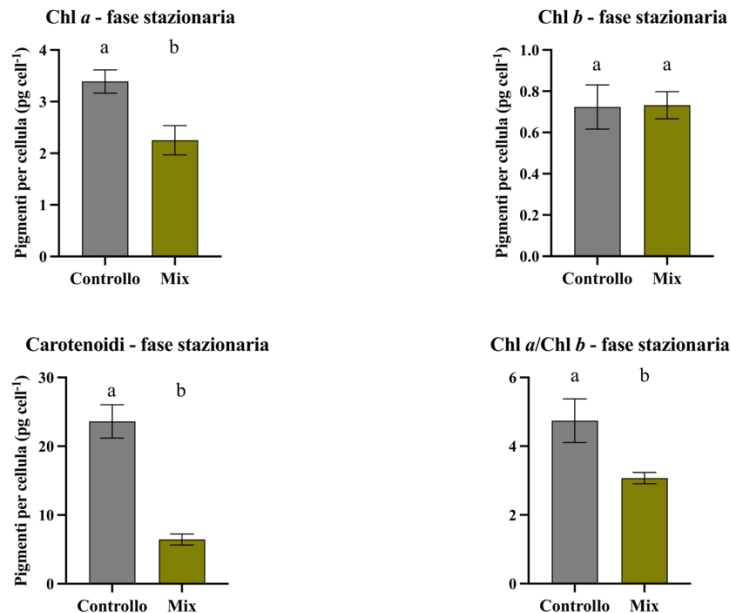 Chl a - fase stazionaria
Pigmenti per cellula (pg cell⁻¹)
4
3
2
1
0
a
b
Controllo
Mix
Chl b - fase stazionaria
Pigmenti per cellula (pg cell⁻¹)
1.0
0.8
0.6
0.4
0.2
0.0
a
a
Controllo
Mix
Carotenoidi - fase stazionaria
Pigmenti per cellula (pg cell⁻¹)
30
20
10
0
a
b
Controllo
Mix
Chl a/Chl b - fase stazionaria
6
4
2
0
a
b
Controllo
Mix